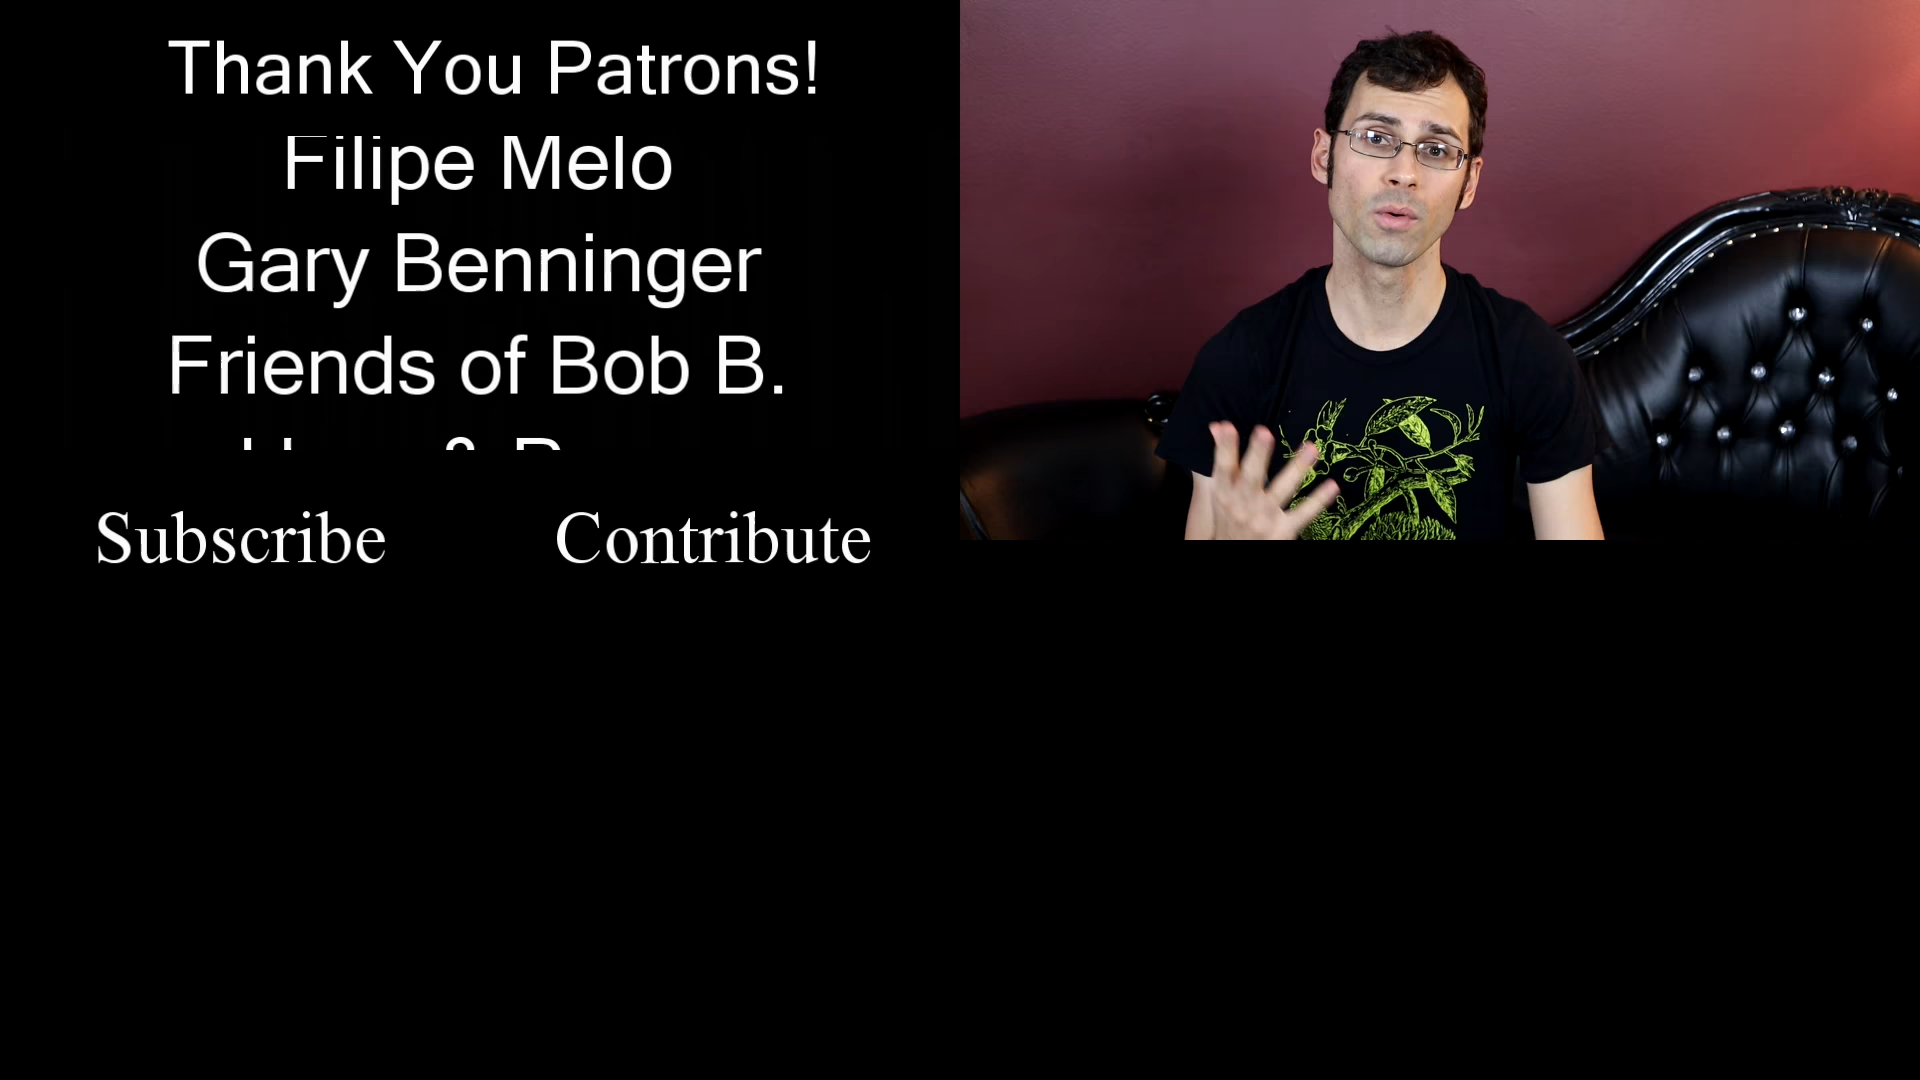 Thank You Patrons!
Filipe Melo
Gary Benninger
Friends of Bob B.
&
Subscribe
Contribute